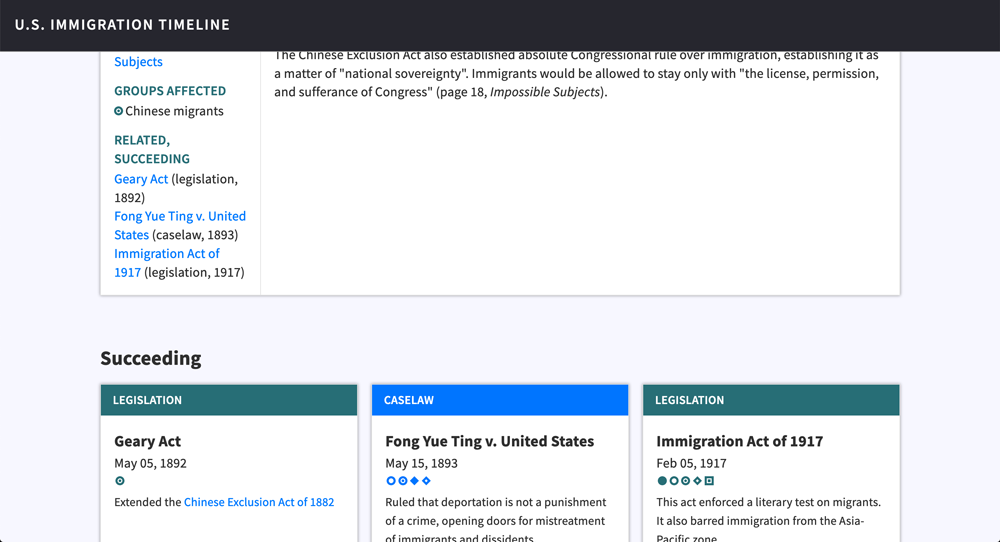 U.S. IMMIGRATION TIMELINE
Subjects
GROUPS AFFECTED
Chinese migrants
RELATED,
SUCCEEDING
Geary Act (legislation,
1892)
Fong Yue Ting v. United
States (caselaw, 1893)
Immigration Act of
1917 (legislation, 1917)
The Chinese Exclusion Act also established absolute Congressional rule over immigration, establishing it as
a matter of "national sovereignty". Immigrants would be allowed to stay only with "the license, permission,
and sufferance of Congress" (page 18, Impossible Subjects).
Succeeding
LEGISLATION
Geary Act
May 05, 1892
Extended the Chinese Exclusion Act of 1882
CASELAW
Fong Yue Ting v. United States
May 15, 1893
Ruled that deportation is not a punishment
of a crime, opening doors for mistreatment
of immigrants and dissidents.
LEGISLATION
Immigration Act of 1917
Feb 05, 1917
This act enforced a literary test on migrants.
It also barred immigration from the Asia-
Pacific zone.